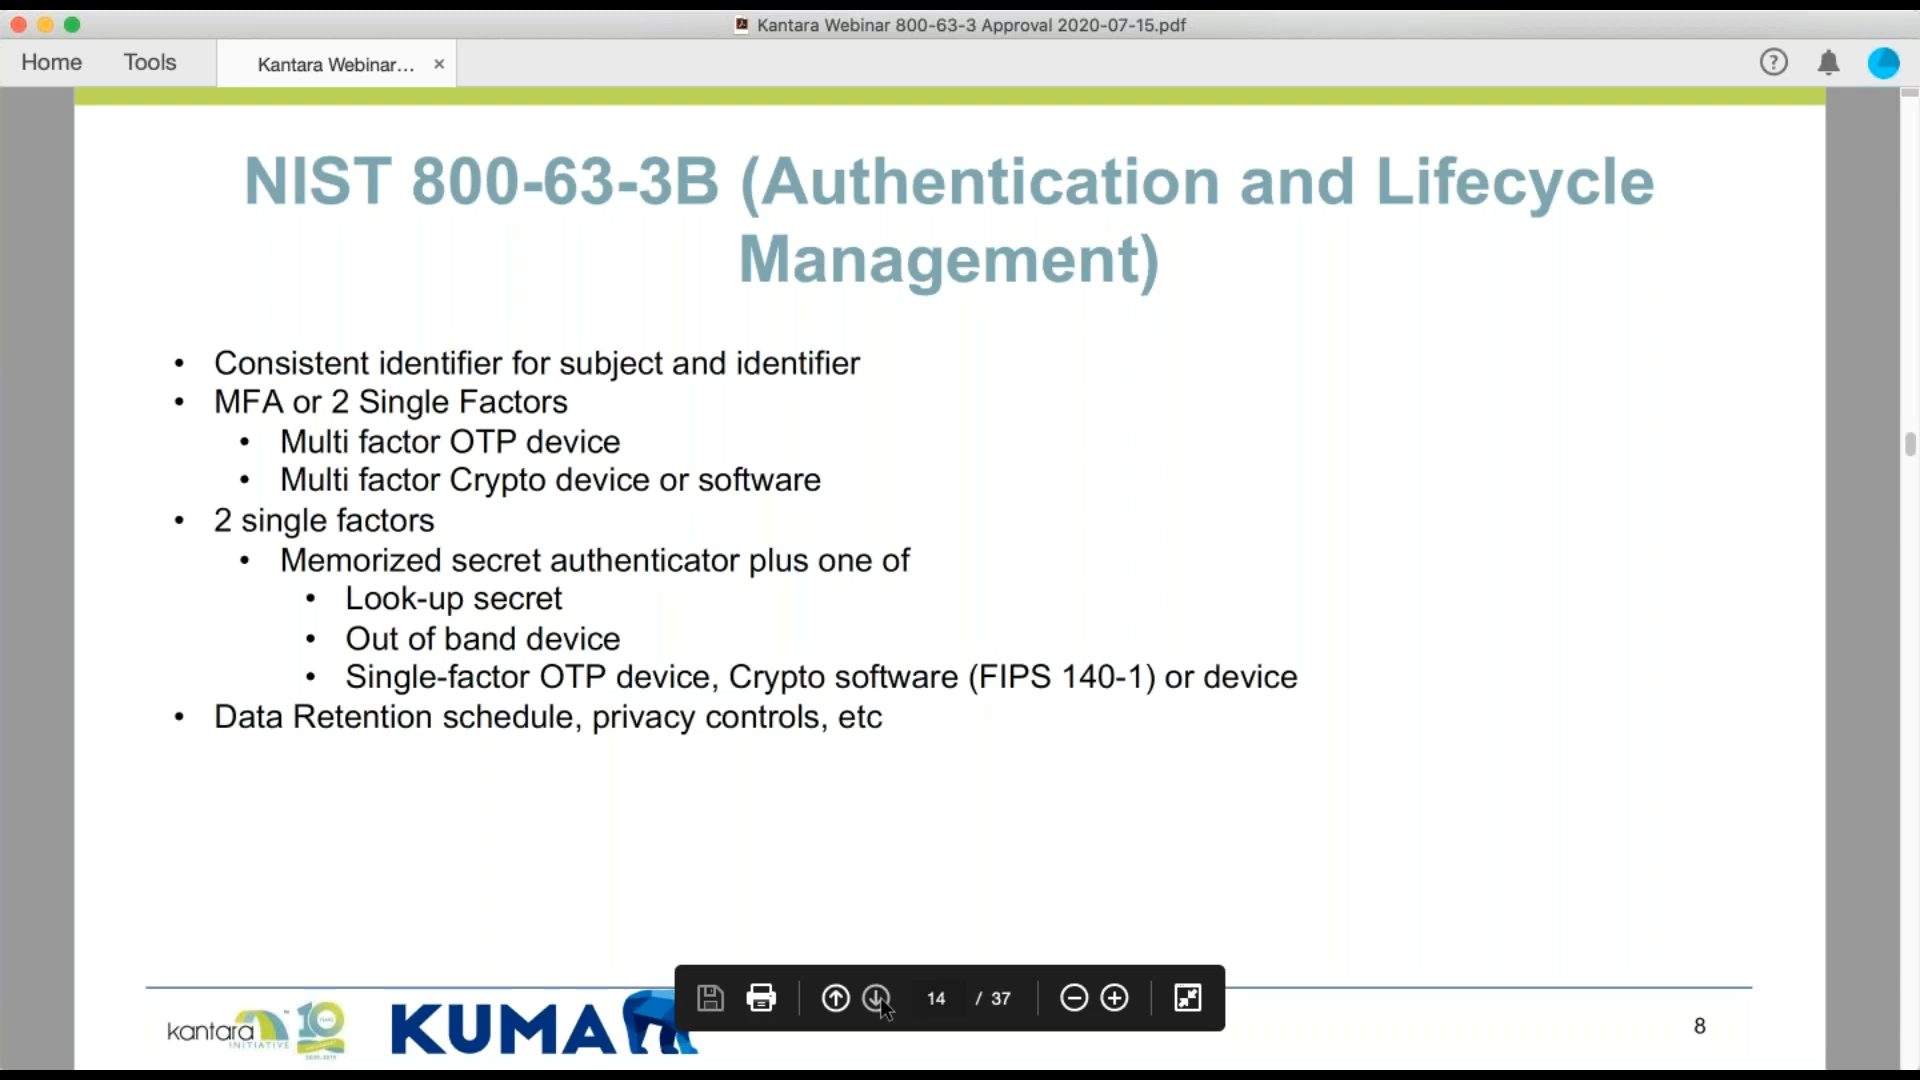 Kantara Webinar 800-63-3 Approval 2020-07-15.pdf
Home
Tools
Kantara Webinar...
NIST 800-63-3B (Authentication and Lifecycle
Management)
• Consistent identifier for subject and identifier
• MFA or 2 Single Factors
• Multi factor OTP device
• Multi factor Crypto device or software
• 2 single factors
• Memorized secret authenticator plus one of
• Look-up secret
• Out of band device
• Single-factor OTP device, Crypto software (FIPS 140-1) or device
• Data Retention schedule, privacy controls, etc
kantara
INITIATIVE
10
KUMA
14 / 37
8